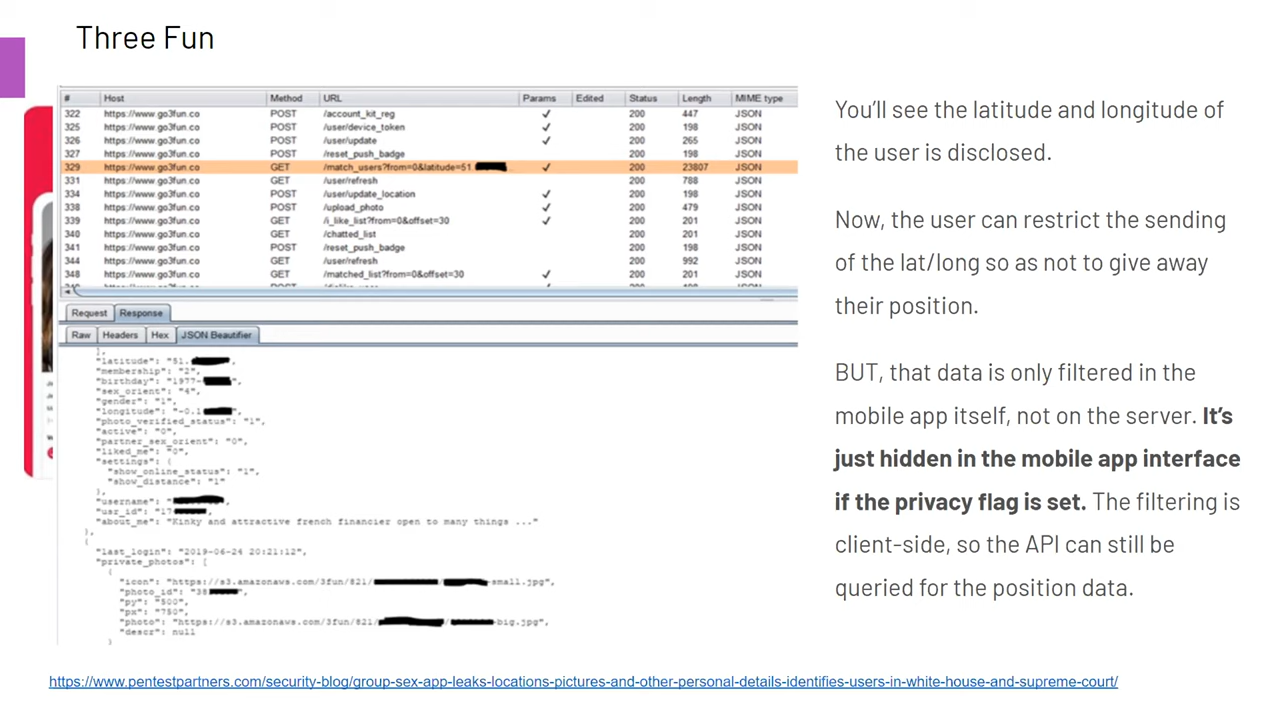 Three Fun
# Host Method URL Params Edited Status Length MIME type
322 https://www.go3fun.co POST /account_kit_reg ✓ 200 447 JSON
325 https://www.go3fun.co POST /user/device_token ✓ 200 198 JSON
326 https://www.go3fun.co POST /user/update ✓ 200 265 JSON
327 https://www.go3fun.co POST /reset_push_badge 200 198 JSON
329 https://www.go3fun.co GET /match_users?from=0&latitude=51. ✓ 200 23807 JSON
331 https://www.go3fun.co GET /user/refresh 200 788 JSON
334 https://www.go3fun.co POST /user/update_location ✓ 200 198 JSON
338 https://www.go3fun.co POST /upload_photo ✓ 200 479 JSON
339 https://www.go3fun.co GET /i_like_list?from=0&offset=30 ✓ 200 201 JSON
340 https://www.go3fun.co GET /chatted_list 200 201 JSON
341 https://www.go3fun.co POST /reset_push_badge 200 198 JSON
344 https://www.go3fun.co GET /user/refresh 200 992 JSON
348 https://www.go3fun.co GET /matched_list?from=0&offset=30 ✓ 200 201 JSON
Request Response
Raw Headers Hex JSON Beautifier
],
"latitude": "51. ",
"membership": "2",
"birthday": "1977- ",
"sex_orient": "4",
"gender": "1",
"longitude": "-0.1 ",
"photo_verified_status": "1",
"active": "0",
"partner_sex_orient": "0",
"liked_me": "0",
"settings": {
"show_online_status": "1",
"show_distance": "1"
},
"username": " ",
"usr_id": "17 ",
"about_me": "Kinky and attractive french financier open to many things ..."
},
{
"last_login": "2019-06-24 20:21:12",
"private_photos": [
{
"icon": "https://s3.amazonaws.com/3fun/821/ / -small.jpg",
"photo_id": "38 ",
"py": "500",
"px": "750",
"photo": "https://s3.amazonaws.com/3fun/821/ / -big.jpg",
"descr": null
}
You'll see the latitude and longitude of
the user is disclosed.
Now, the user can restrict the sending
of the lat/long so as not to give away
their position.
BUT, that data is only filtered in the
mobile app itself, not on the server. It's
just hidden in the mobile app interface
if the privacy flag is set. The filtering is
client-side, so the API can still be
queried for the position data.
https://www.pentestpartners.com/security-blog/group-sex-app-leaks-locations-pictures-and-other-personal-details-identifies-users-in-white-house-and-supreme-court/